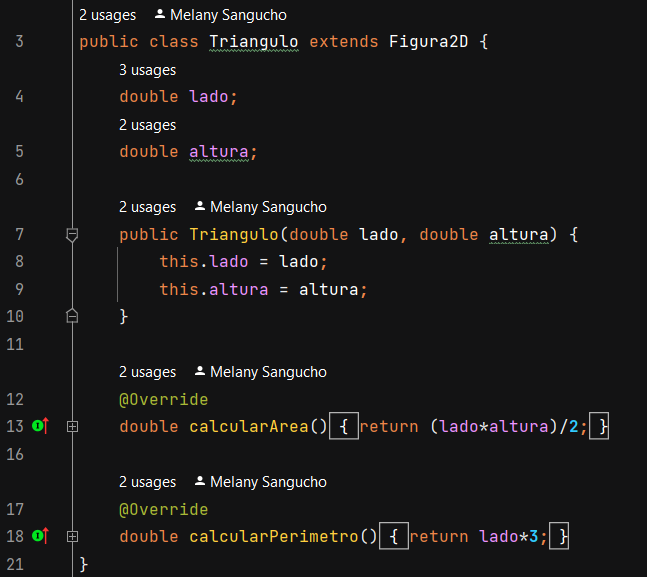 2 usages Melany Sangucho
3 public class Triangulo extends Figura2D {
3 usages
4 double lado;
2 usages
5 double altura;
6
2 usages Melany Sangucho
7 public Triangulo(double lado, double altura) {
8 this.lado = lado;
9 this.altura = altura;
10 }
11
2 usages Melany Sangucho
12 @Override
13 double calcularArea() { return (lado*altura)/2; }
16
2 usages Melany Sangucho
17 @Override
18 double calcularPerimetro() { return lado*3; }
21 }